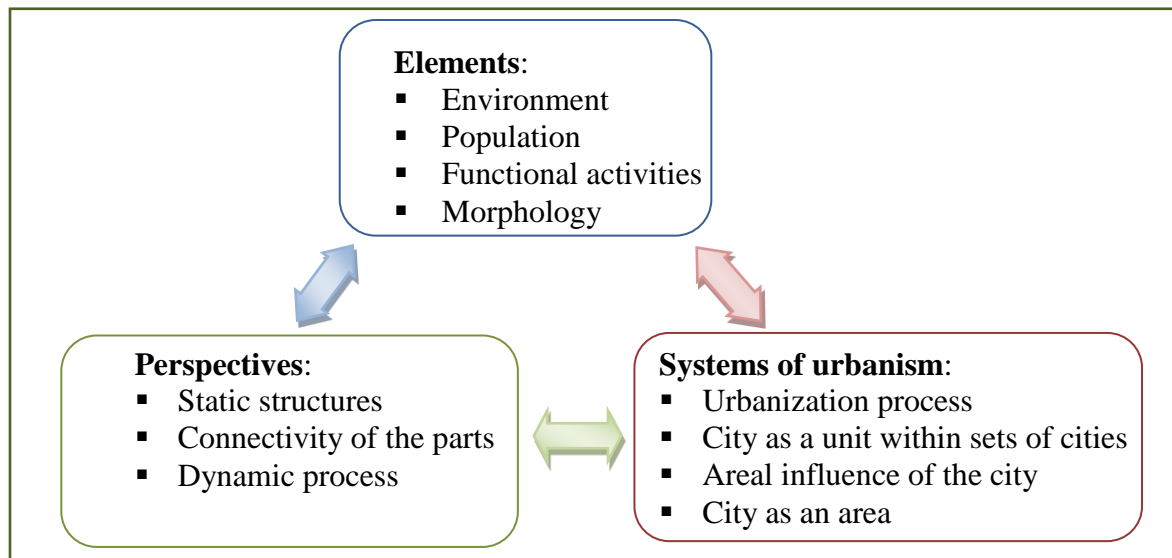 Elements:
▪ Environment
▪ Population
▪ Functional activities
▪ Morphology
Perspectives:
▪ Static structures
▪ Connectivity of the parts
▪ Dynamic process
Systems of urbanism:
▪ Urbanization process
▪ City as a unit within sets of cities
▪ Areal influence of the city
▪ City as an area